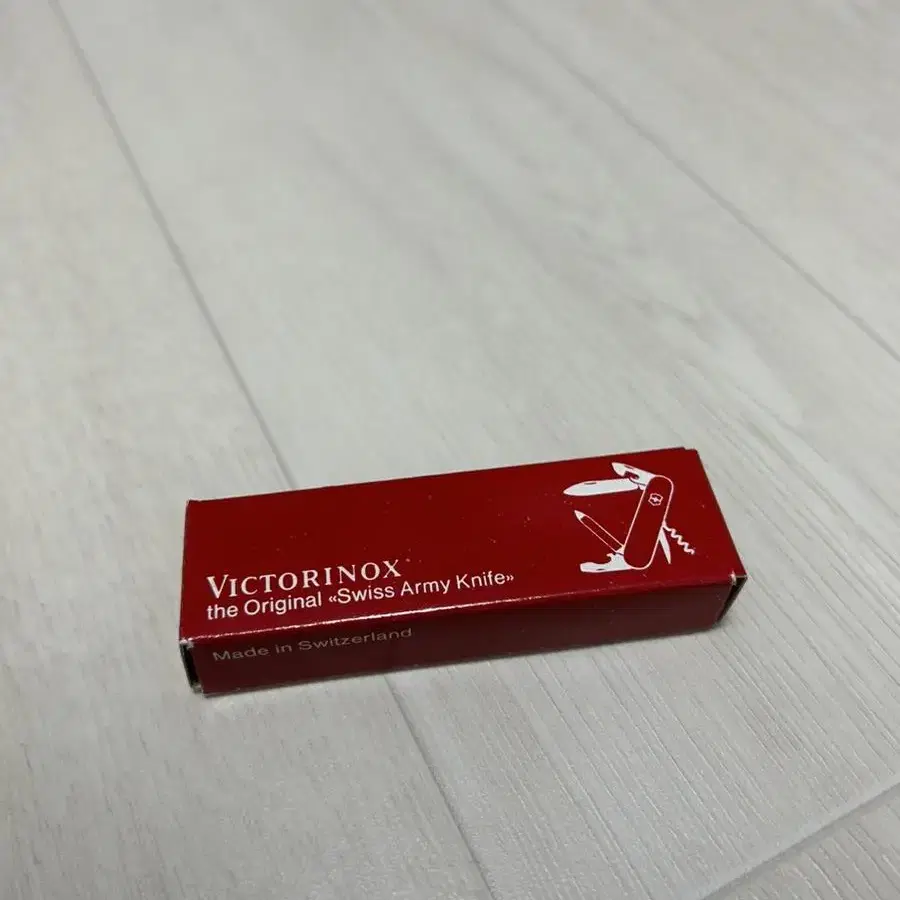 VICTORINOX
the Original «Swiss Army Knife»
Made in Switzerland